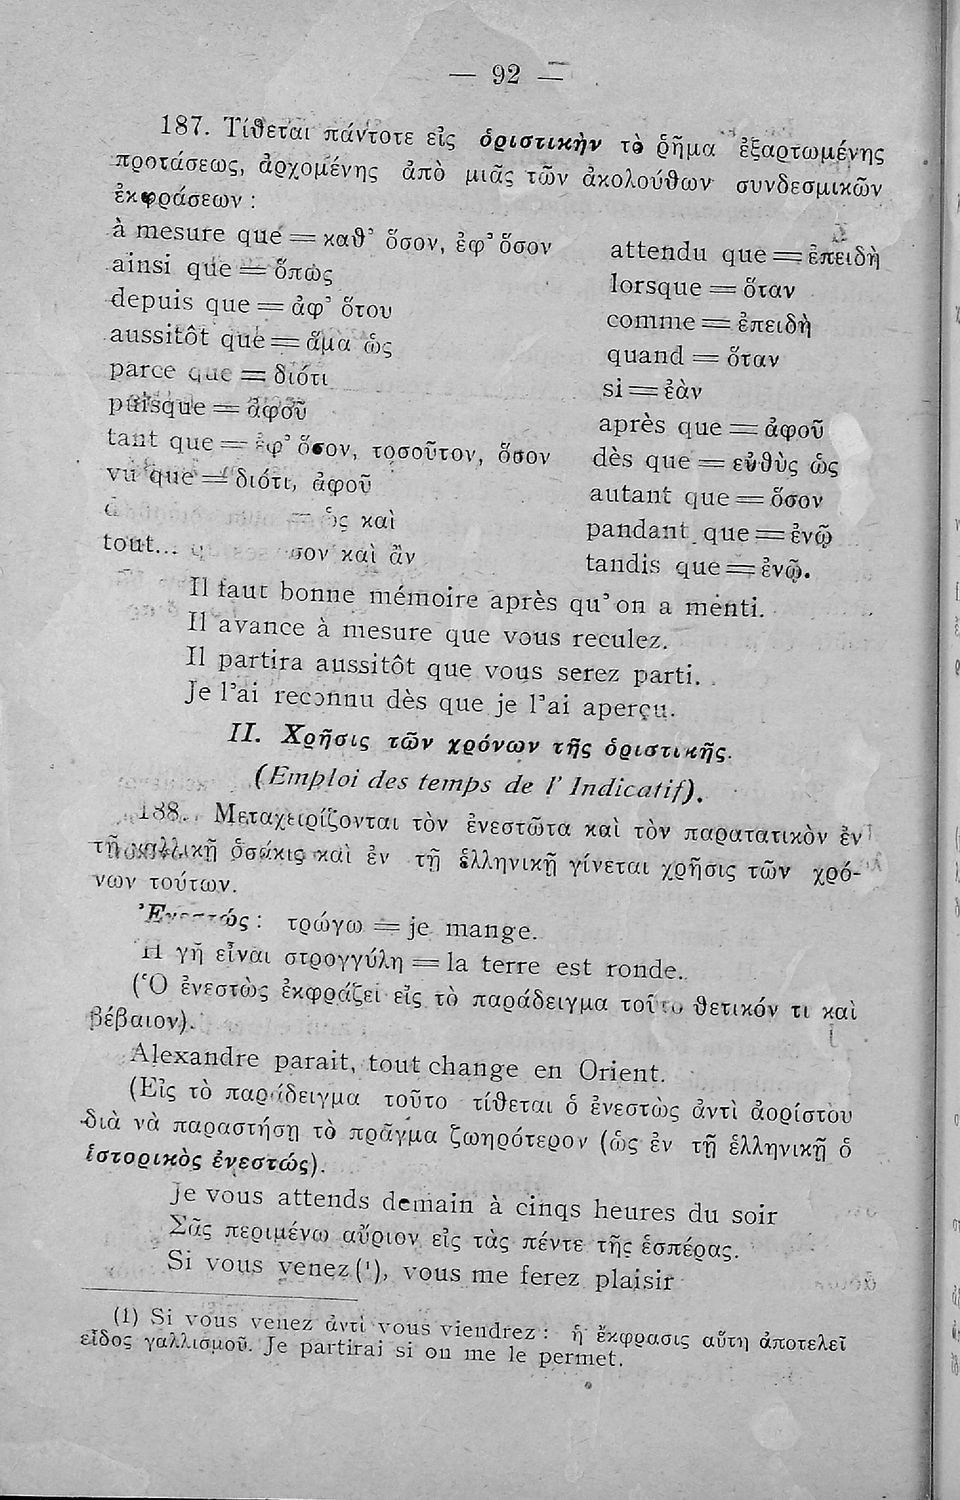 — 92 —
187. Τίθεται πάντοτε εἰς ὁριστικὴν τὸ ῥῆμα ἐξαρτωμένης
προτάσεως, ἀρχομένης ἀπὸ μιᾶς τῶν ἀκολούθων συνδεσμικῶν
ἐκφράσεων :
à mesure que = καθ' ὅσον, ἐφ' ὅσον
ainsi que = ὅπως
depuis que = ἀφ' ὅτου
aussitôt que = ἅμα ὡς
parce que = διότι
puisque = ἀφοῦ
tant que = ἐφ' ὅσον, τοσοῦτον, ὅσον
vu que = διότι, ἀφοῦ
= ὡς καὶ
tout... καὶ ἂν
attendu que = ἐπειδὴ
lorsque = ὅταν
comme = ἐπειδὴ
quand = ὅταν
si = ἐὰν
après que = ἀφοῦ
dès que = εὐθὺς ὡς
autant que = ὅσον
pandant que = ἐνῷ
tandis que = ἐνῷ.
Il faut bonne mémoire après qu' on a menti.
Il avance à mesure que vous reculez.
Il partira aussitôt que vous serez parti.
Je l'ai reconnu dès que je l'ai aperçu.
II. Χρῆσις τῶν χρόνων τῆς ὁριστικῆς.
(Emploi des temps de l' Indicatif).
188. Μεταχειρίζονται τὸν ἐνεστῶτα καὶ τὸν παρατατικὸν ἐν
τῇ γαλλικῇ ὁσάκις καὶ ἐν τῇ ἑλληνικῇ γίνεται χρῆσις τῶν χρό-
νων τούτων.
Ἐνεστώς : τρώγω = je mange.
Ἡ γῆ εἶναι στρογγύλη = la terre est ronde.
(Ὁ ἐνεστὼς ἐκφράζει εἰς τὸ παράδειγμα τοῦτο θετικόν τι καὶ
βέβαιον).
Alexandre parait, tout change en Orient.
(Εἰς τὸ παράδειγμα τοῦτο τίθεται ὁ ἐνεστὼς ἀντὶ ἀορίστου
διὰ νὰ παραστήσῃ τὸ πρᾶγμα ζωηρότερον (ὡς ἐν τῇ ἑλληνικῇ ὁ
ἱστορικὸς ἐνεστώς).
Je vous attends demain à cinqs heures du soir
Σᾶς περιμένω αὔριον εἰς τὰς πέντε τῆς ἑσπέρας.
Si vous venez (¹), vous me ferez plaisir
(1) Si vous venez ἀντὶ vous viendrez : ἡ ἔκφρασις αὕτη ἀποτελεῖ
εἶδος γαλλισμοῦ. Je partirai si on me le permet.